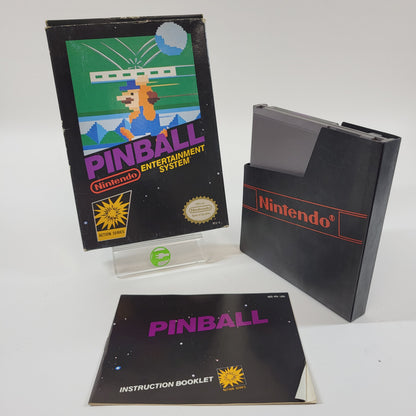 PINBALL
Nintendo
ENTERTAINMENT
SYSTEM
ACTION SERIES
Nintendo®
PINBALL
INSTRUCTION BOOKLET